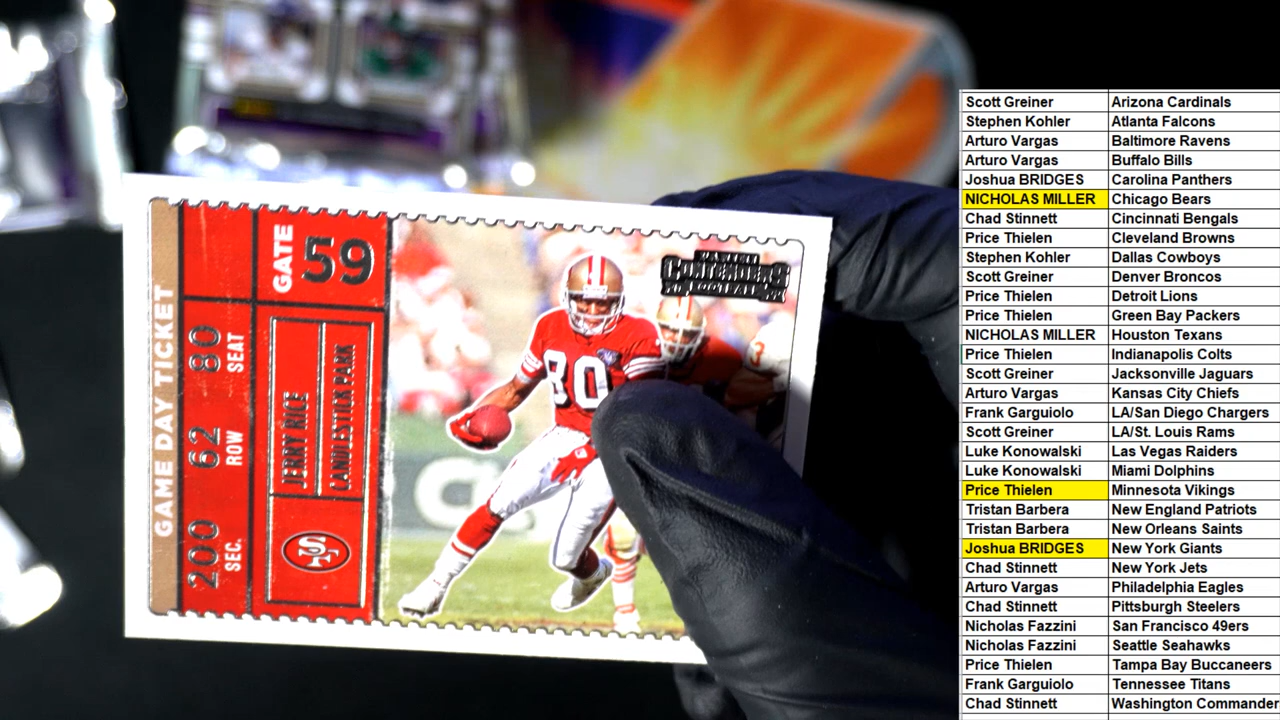 GAME DAY TICKET
200 62 80
SEC. ROW SEAT
GATE 59
JERRY RICE
CANDLESTICK PARK
SF
PANINI
CONTENDERS
FOOTBALL
80
3
Scott Greiner Arizona Cardinals
Stephen Kohler Atlanta Falcons
Arturo Vargas Baltimore Ravens
Arturo Vargas Buffalo Bills
Joshua BRIDGES Carolina Panthers
NICHOLAS MILLER Chicago Bears
Chad Stinnett Cincinnati Bengals
Price Thielen Cleveland Browns
Stephen Kohler Dallas Cowboys
Scott Greiner Denver Broncos
Price Thielen Detroit Lions
Price Thielen Green Bay Packers
NICHOLAS MILLER Houston Texans
Price Thielen Indianapolis Colts
Scott Greiner Jacksonville Jaguars
Arturo Vargas Kansas City Chiefs
Frank Garguiolo LA/San Diego Chargers
Scott Greiner LA/St. Louis Rams
Luke Konowalski Las Vegas Raiders
Luke Konowalski Miami Dolphins
Price Thielen Minnesota Vikings
Tristan Barbera New England Patriots
Tristan Barbera New Orleans Saints
Joshua BRIDGES New York Giants
Chad Stinnett New York Jets
Arturo Vargas Philadelphia Eagles
Chad Stinnett Pittsburgh Steelers
Nicholas Fazzini San Francisco 49ers
Nicholas Fazzini Seattle Seahawks
Price Thielen Tampa Bay Buccaneers
Frank Garguiolo Tennessee Titans
Chad Stinnett Washington Commander